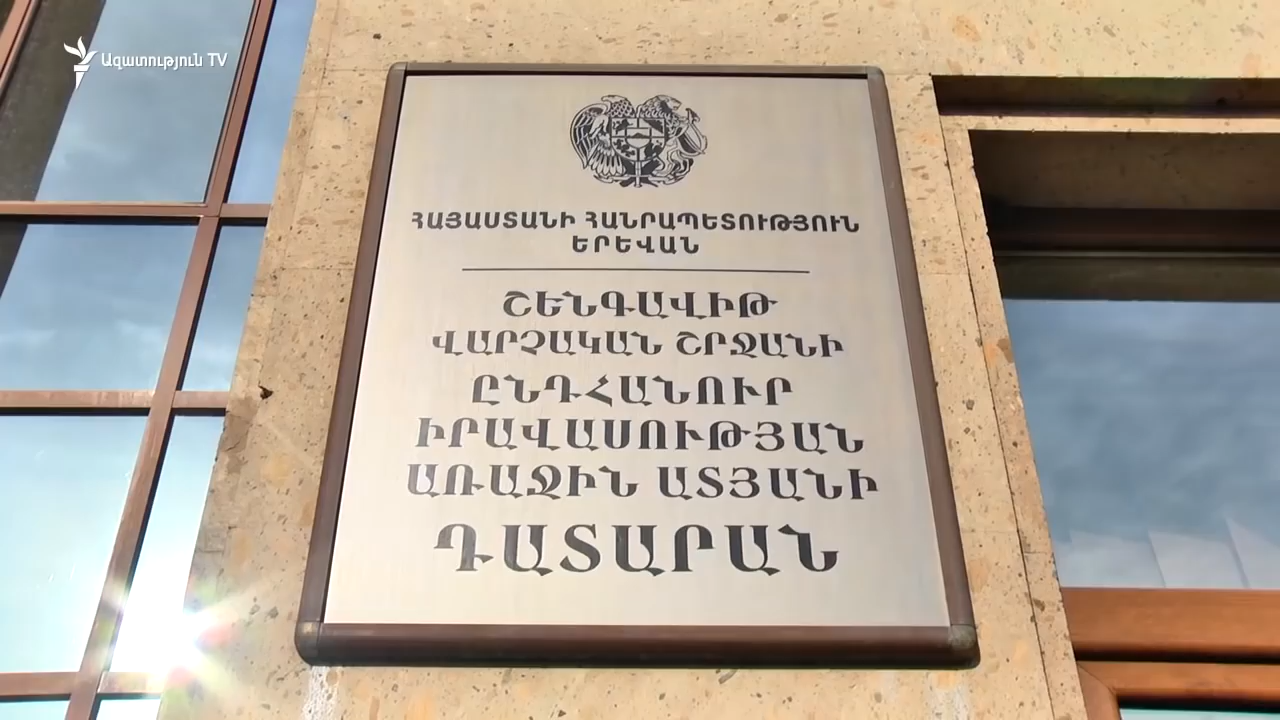 Ազատություն TV
ՀԱՅԱՍՏԱՆԻ ՀԱՆՐԱՊԵՏՈՒԹՅՈՒՆ
ԵՐԵՎԱՆ
ՇԵՆԳԱՎԻԹ
ՎԱՐՉԱԿԱՆ ՇՐՋԱՆԻ
ԸՆԴՀԱՆՈՒՐ
ԻՐԱՎԱՍՈՒԹՅԱՆ
ԱՌԱՋԻՆ ԱՏՅԱՆԻ
ԴԱՏԱՐԱՆ